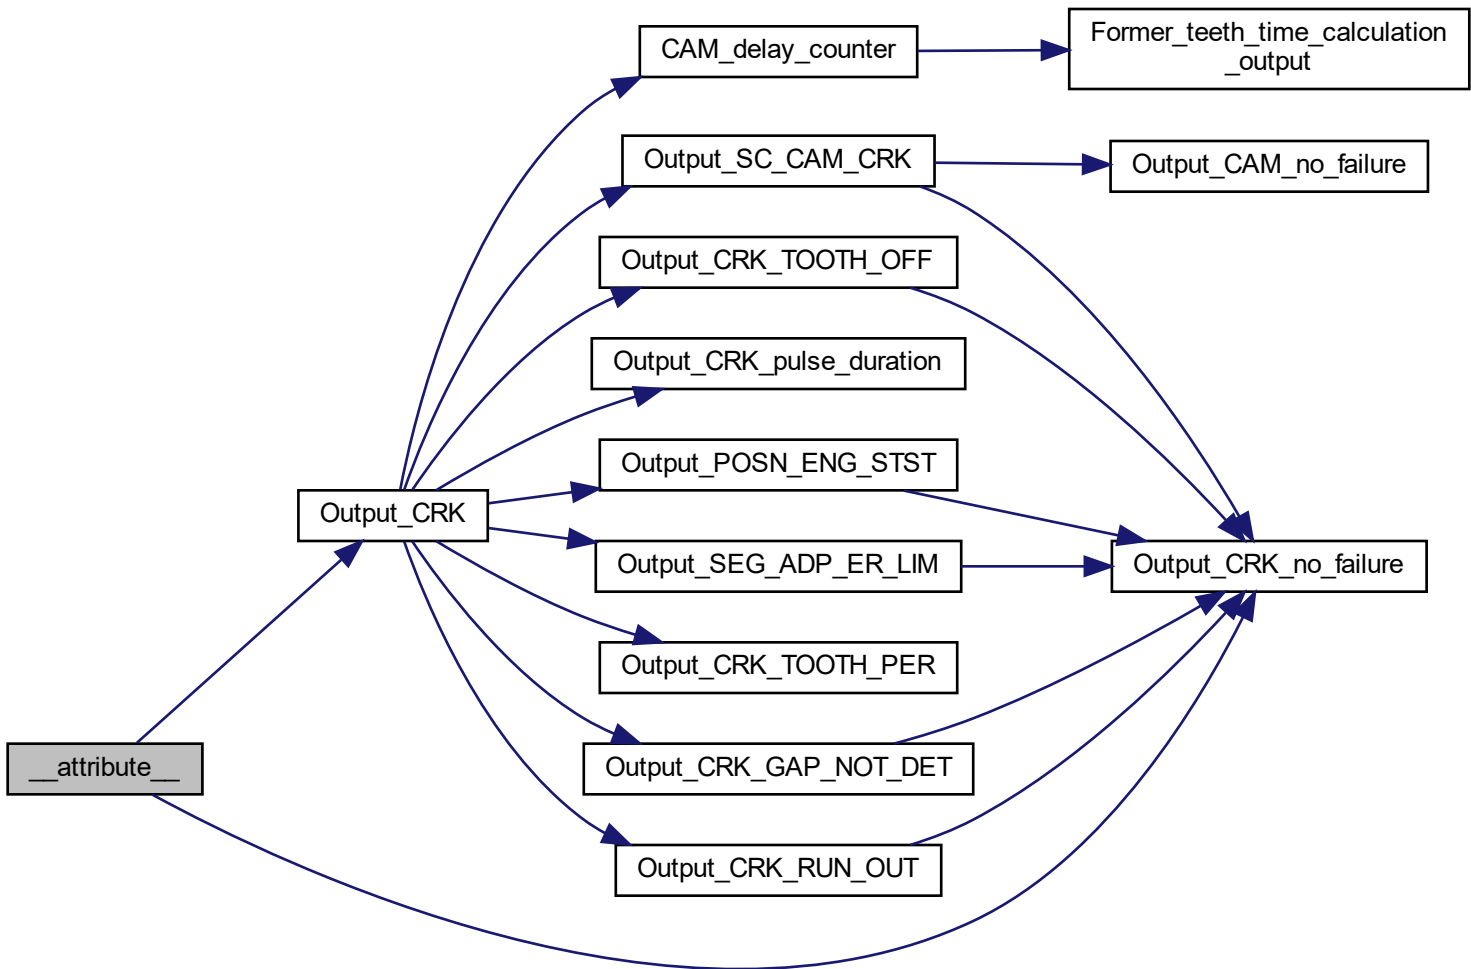 CAM_delay_counter
Former_teeth_time_calculation
_output
Output_SC_CAM_CRK
Output_CAM_no_failure
Output_CRK_TOOTH_OFF
Output_CRK_pulse_duration
Output_POSN_ENG_STST
Output_CRK
Output_SEG_ADP_ER_LIM
Output_CRK_no_failure
Output_CRK_TOOTH_PER
__attribute__
Output_CRK_GAP_NOT_DET
Output_CRK_RUN_OUT